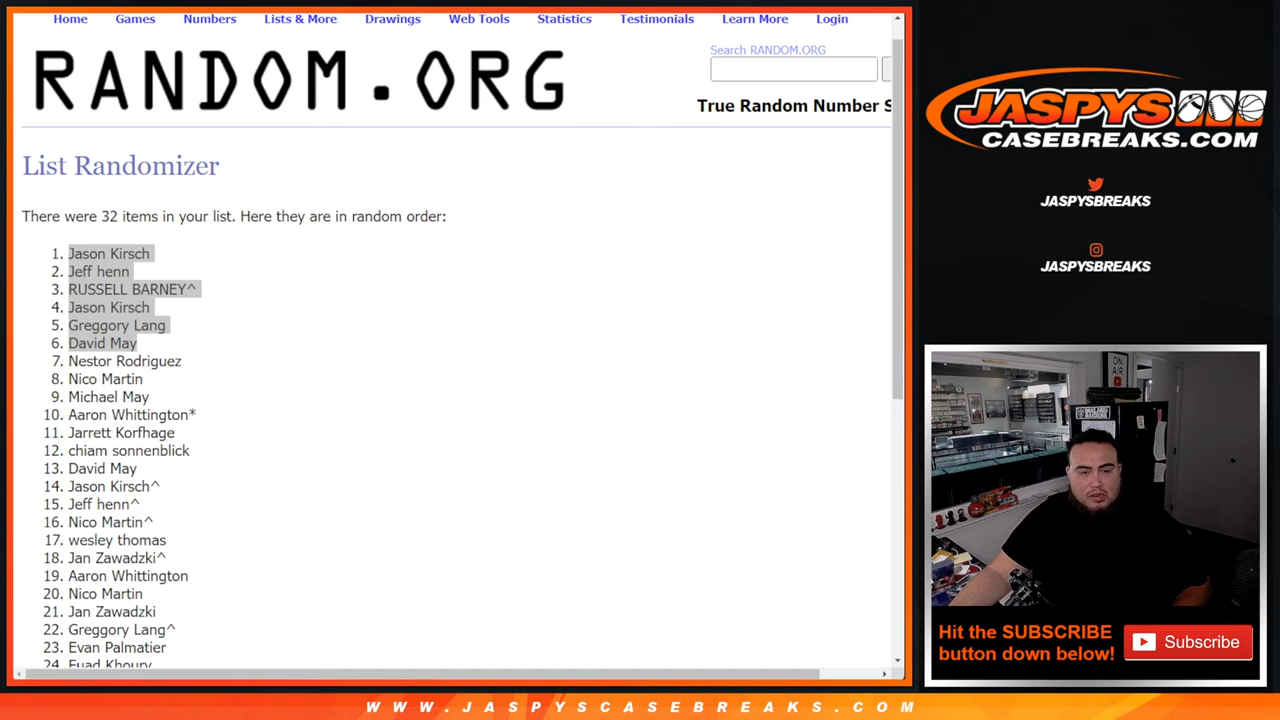 Home Games Numbers Lists & More Drawings Web Tools Statistics Testimonials Learn More Login
RANDOM.ORG
Search RANDOM.ORG
True Random Number S
List Randomizer
There were 32 items in your list. Here they are in random order:
1. Jason Kirsch
2. Jeff henn
3. RUSSELL BARNEY^
4. Jason Kirsch
5. Greggory Lang
6. David May
7. Nestor Rodriguez
8. Nico Martin
9. Michael May
10. Aaron Whittington*
11. Jarrett Korfhage
12. chiam sonnenblick
13. David May
14. Jason Kirsch^
15. Jeff henn^
16. Nico Martin^
17. wesley thomas
18. Jan Zawadzki^
19. Aaron Whittington
20. Nico Martin
21. Jan Zawadzki
22. Greggory Lang^
23. Evan Palmatier
24. Fuad Khoury
JASPYS
CASEBREAKS.COM
JASPYSBREAKS
JASPYSBREAKS
ON AIR
Hit the SUBSCRIBE
button down below!
Subscribe
WWW.JASPYSCASEBREAKS.COM